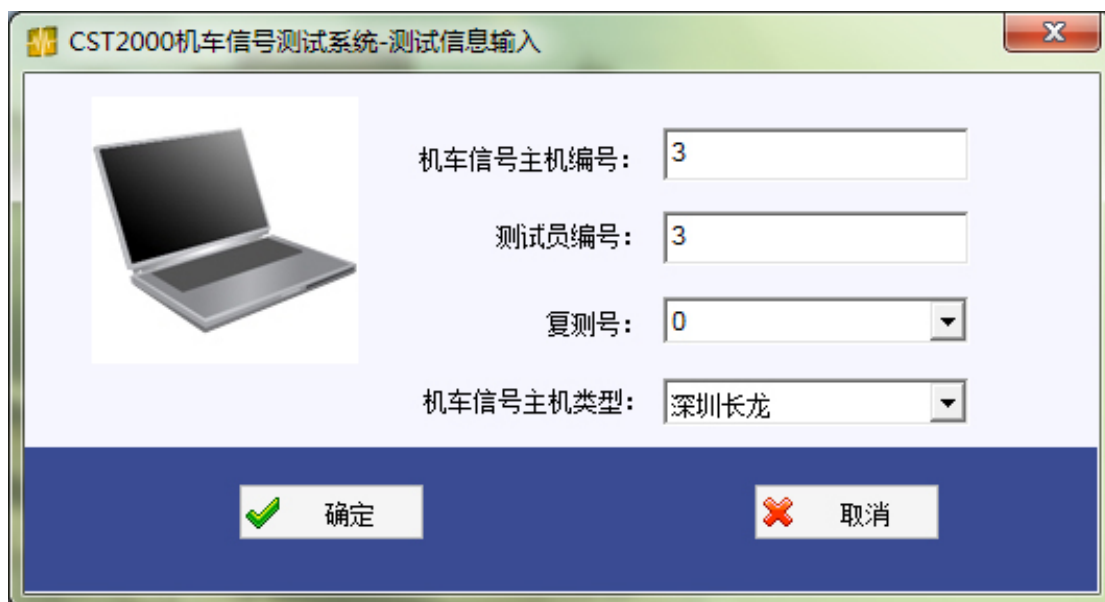 CST2000机车信号测试系统-测试信息输入
机车信号主机编号： 3
测试员编号： 3
复测号： 0
机车信号主机类型： 深圳长龙
确定 取消